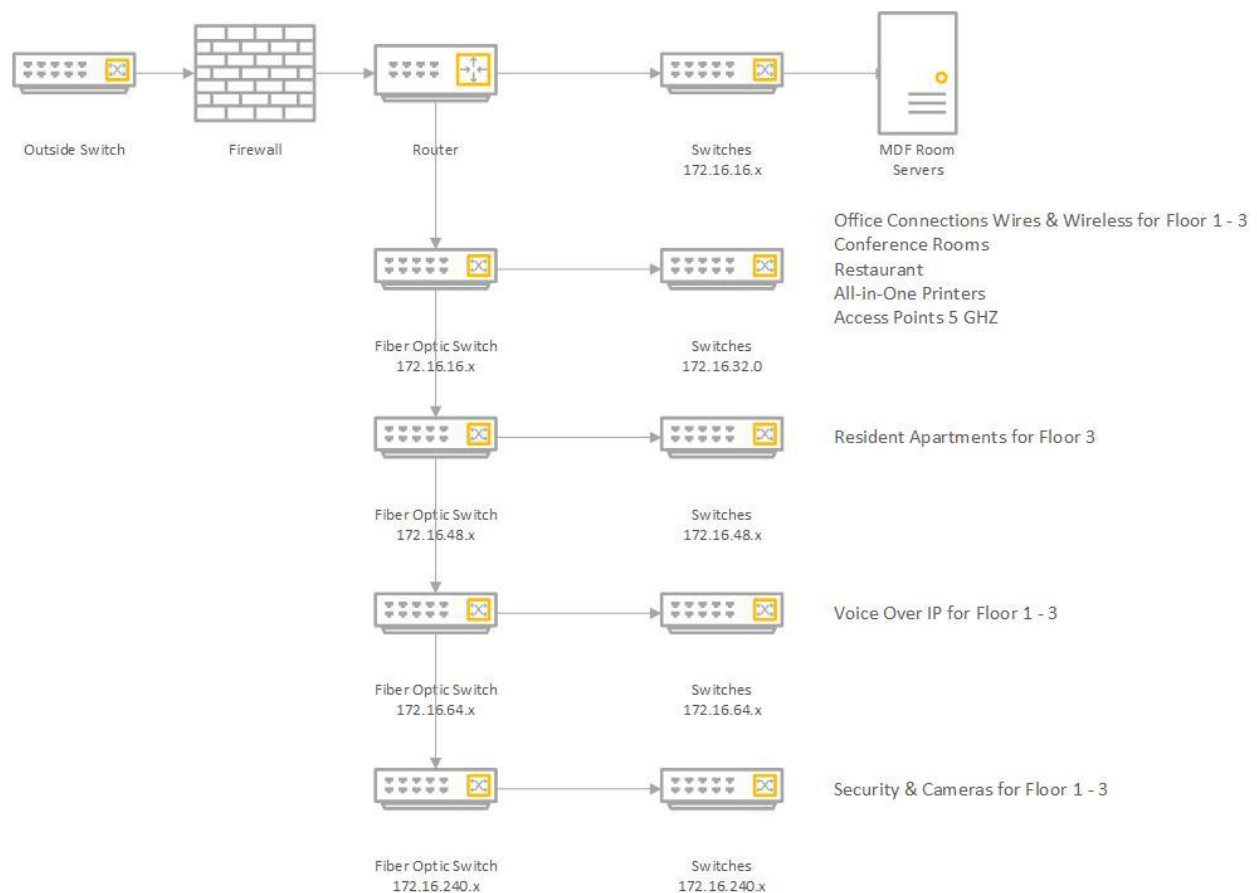 Outside Switch
Firewall
Router
Switches
172.16.16.x
MDF Room
Servers
Office Connections Wires & Wireless for Floor 1 - 3
Conference Rooms
Restaurant
All-in-One Printers
Access Points 5 GHZ
Fiber Optic Switch
172.16.16.x
Switches
172.16.32.0
Resident Apartments for Floor 3
Fiber Optic Switch
172.16.48.x
Switches
172.16.48.x
Voice Over IP for Floor 1 - 3
Fiber Optic Switch
172.16.64.x
Switches
172.16.64.x
Security & Cameras for Floor 1 - 3
Fiber Optic Switch
172.16.240.x
Switches
172.16.240.x